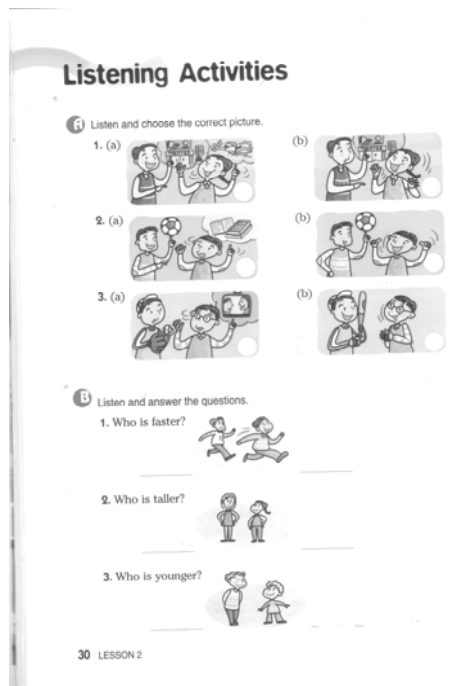 Listening Activities
A Listen and choose the correct picture.
1. (a)
(b)
2. (a)
(b)
3. (a)
(b)
B Listen and answer the questions.
1. Who is faster?
2. Who is taller?
3. Who is younger?
30 LESSON 2